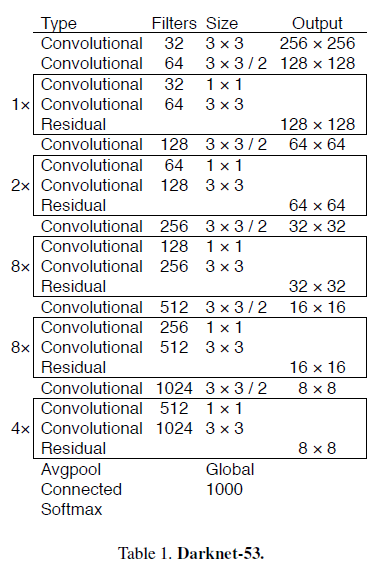 Type Filters Size Output
Convolutional 32 3 × 3 256 × 256
Convolutional 64 3 × 3 / 2 128 × 128
Convolutional 32 1 × 1
1× Convolutional 64 3 × 3
Residual 128 × 128
Convolutional 128 3 × 3 / 2 64 × 64
Convolutional 64 1 × 1
2× Convolutional 128 3 × 3
Residual 64 × 64
Convolutional 256 3 × 3 / 2 32 × 32
Convolutional 128 1 × 1
8× Convolutional 256 3 × 3
Residual 32 × 32
Convolutional 512 3 × 3 / 2 16 × 16
Convolutional 256 1 × 1
8× Convolutional 512 3 × 3
Residual 16 × 16
Convolutional 1024 3 × 3 / 2 8 × 8
Convolutional 512 1 × 1
4× Convolutional 1024 3 × 3
Residual 8 × 8
Avgpool Global
Connected 1000
Softmax
Table 1. Darknet-53.